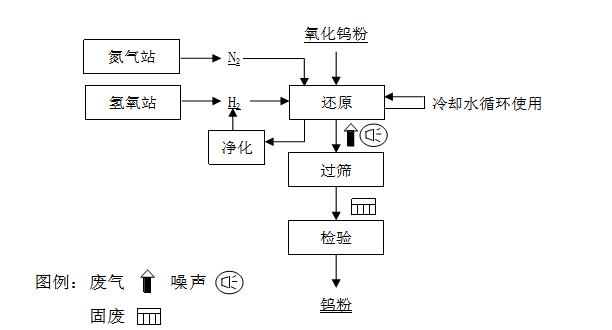 氧化钨粉
氮气站
N₂
氢氧站
H₂
还原
冷却水循环使用
净化
过筛
检验
图例：废气 噪声
固废
钨粉